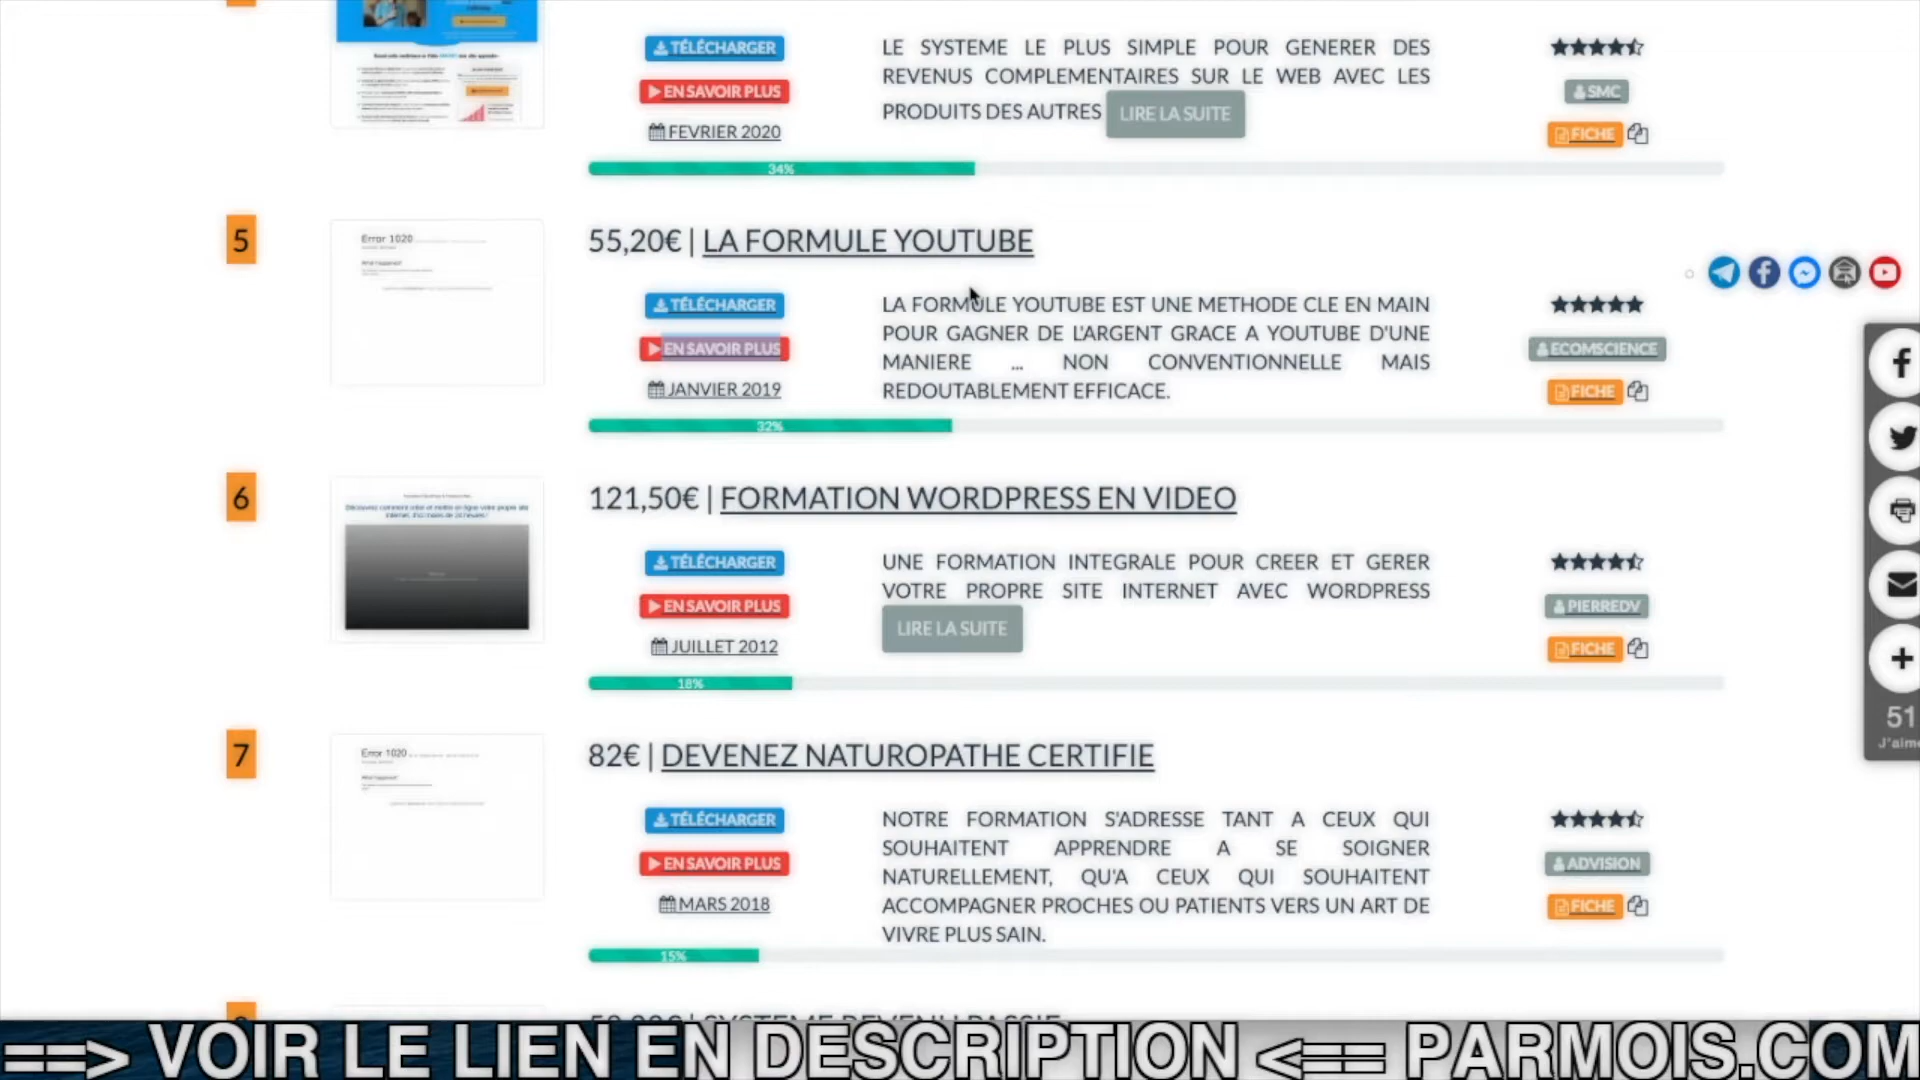 TÉLÉCHARGER
EN SAVOIR PLUS
FEVRIER 2020
LE SYSTEME LE PLUS SIMPLE POUR GENERER DES
REVENUS COMPLEMENTAIRES SUR LE WEB AVEC LES
PRODUITS DES AUTRES LIRE LA SUITE
SMC
FICHE
34%
5
Error 1020
55,20€ | LA FORMULE YOUTUBE
TÉLÉCHARGER
EN SAVOIR PLUS
JANVIER 2019
LA FORMULE YOUTUBE EST UNE METHODE CLE EN MAIN
POUR GAGNER DE L'ARGENT GRACE A YOUTUBE D'UNE
MANIERE ... NON CONVENTIONNELLE MAIS
REDOUTABLEMENT EFFICACE.
ECOMSCIENCE
FICHE
32%
6
121,50€ | FORMATION WORDPRESS EN VIDEO
TÉLÉCHARGER
EN SAVOIR PLUS
JUILLET 2012
UNE FORMATION INTEGRALE POUR CREER ET GERER
VOTRE PROPRE SITE INTERNET AVEC WORDPRESS
LIRE LA SUITE
PIERREDV
FICHE
18%
7
Error 1020
82€ | DEVENEZ NATUROPATHE CERTIFIE
TÉLÉCHARGER
EN SAVOIR PLUS
MARS 2018
NOTRE FORMATION S'ADRESSE TANT A CEUX QUI
SOUHAITENT APPRENDRE A SE SOIGNER
NATURELLEMENT, QU'A CEUX QUI SOUHAITENT
ACCOMPAGNER PROCHES OU PATIENTS VERS UN ART DE
VIVRE PLUS SAIN.
ADVISION
FICHE
15%
51
J'aime
==> VOIR LE LIEN EN DESCRIPTION <== PARMOIS.COM